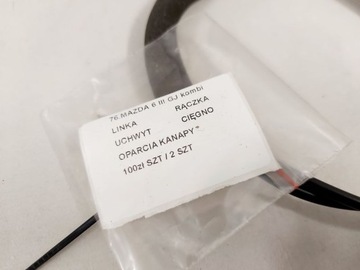 76 MAZDA 6 III GJ kombi
LINKA RĄCZKA
UCHWYT CIĘGNO
OPARCIA KANAPY
100zł SZT / 2 SZT